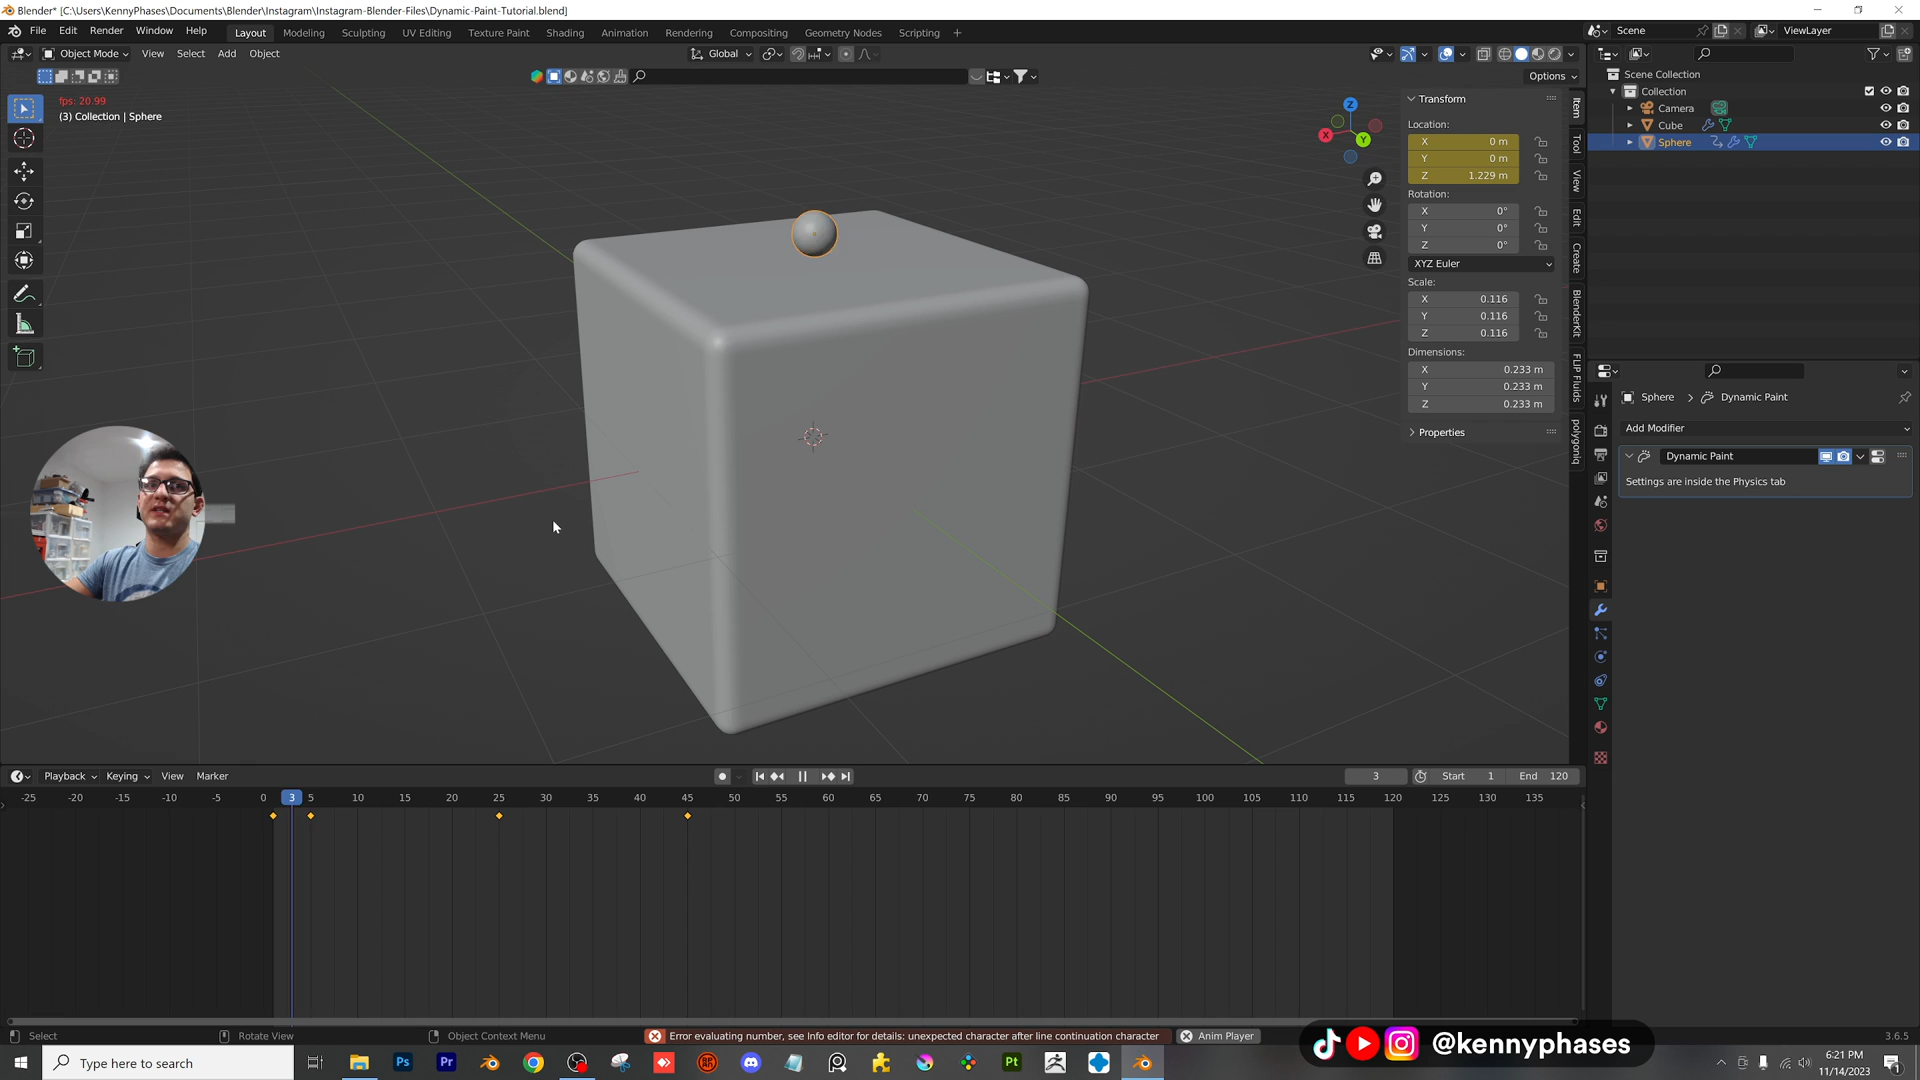 Blender* [C:\Users\KennyPhases\Documents\Blender\Instagram\Instagram-Blender-Files\Dynamic-Paint-Tutorial.blend]
File Edit Render Window Help Layout Modeling Sculpting UV Editing Texture Paint Shading Animation Rendering Compositing Geometry Nodes Scripting + Scene ViewLayer
Object Mode View Select Add Object Global
Options
fps: 20.99
(3) Collection | Sphere
Z
X
Y
Transform
Location:
X 0 m
Y 0 m
Z 1.229 m
Rotation:
X 0°
Y 0°
Z 0°
XYZ Euler
Scale:
X 0.116
Y 0.116
Z 0.116
Dimensions:
X 0.233 m
Y 0.233 m
Z 0.233 m
Properties
Item
Tool
View
Edit
Create
BlenderKit
FLIP Fluids
polygoniq
Scene Collection
Collection
Camera
Cube
Sphere
Sphere > Dynamic Paint
Add Modifier
Dynamic Paint
Settings are inside the Physics tab
Playback Keying View Marker 3 Start 1 End 120
-25 -20 -15 -10 -5 0 3 5 10 15 20 25 30 35 40 45 50 55 60 65 70 75 80 85 90 95 100 105 110 115 120 125 130 135
Select Rotate View Object Context Menu Error evaluating number, see Info editor for details: unexpected character after line continuation character Anim Player 3.6.5
@kennyphases
Type here to search
Ps
Pr
Pt
6:21 PM
11/14/2023
1